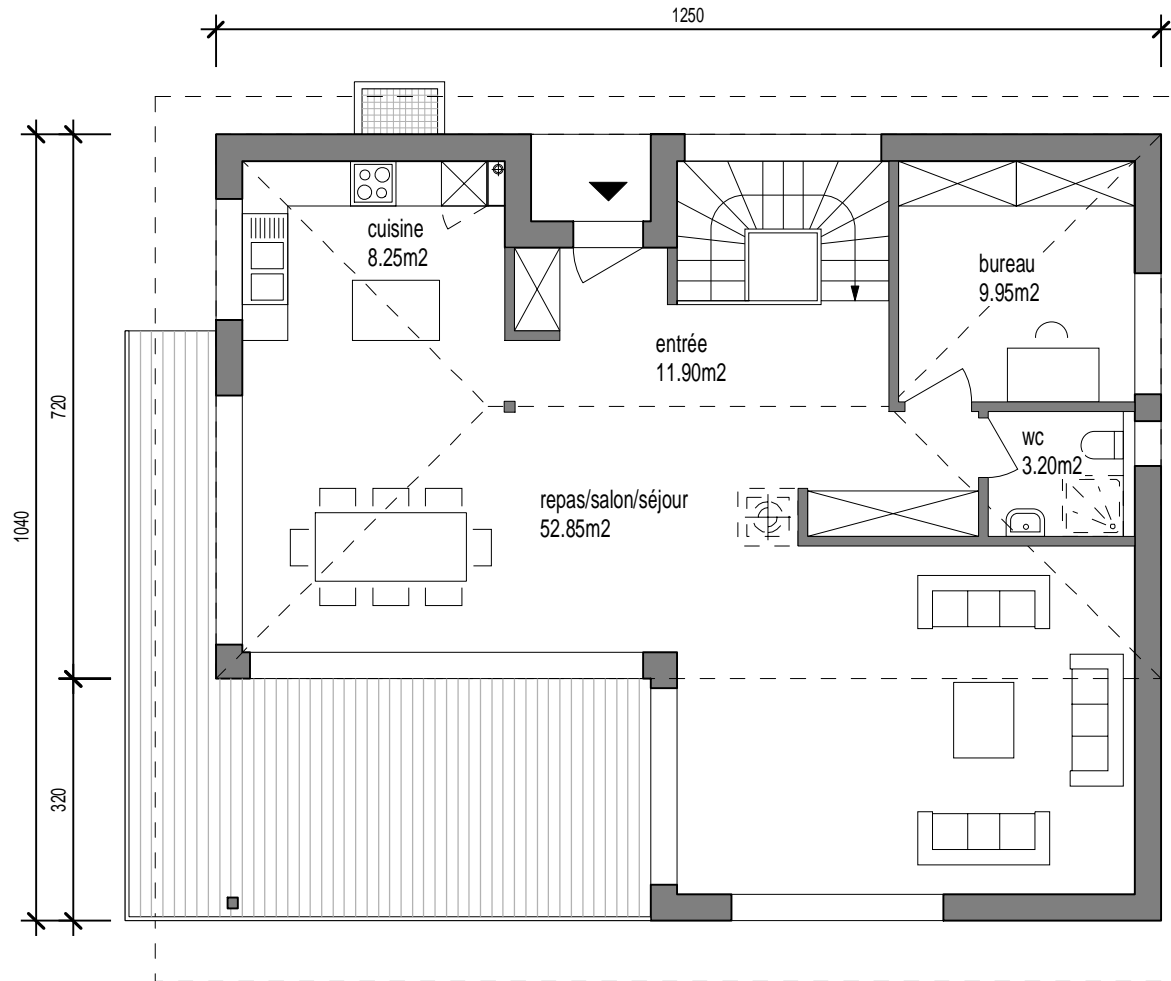 1250
cuisine
8.25m2
bureau
9.95m2
entrée
11.90m2
720
wc
3.20m2
repas/salon/séjour
52.85m2
1040
320